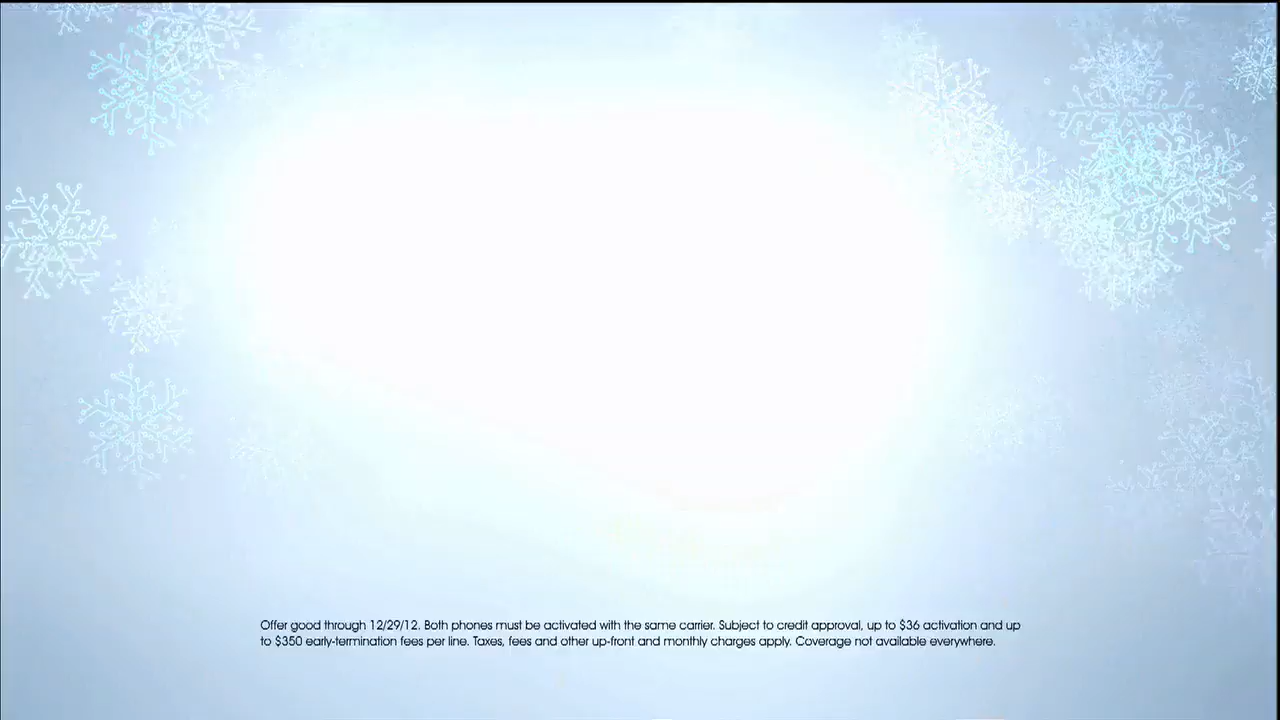 Offer good through 12/29/12. Both phones must be activated with the same carrier. Subject to credit approval, up to $36 activation and up
to $350 early-termination fees per line. Taxes, fees and other up-front and monthly charges apply. Coverage not available everywhere.